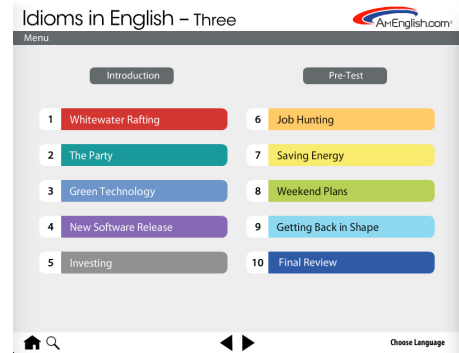 Idioms in English – Three
AmEnglish.com®
Menu
Introduction
Pre-Test
1 Whitewater Rafting
2 The Party
3 Green Technology
4 New Software Release
5 Investing
6 Job Hunting
7 Saving Energy
8 Weekend Plans
9 Getting Back in Shape
10 Final Review
Choose Language